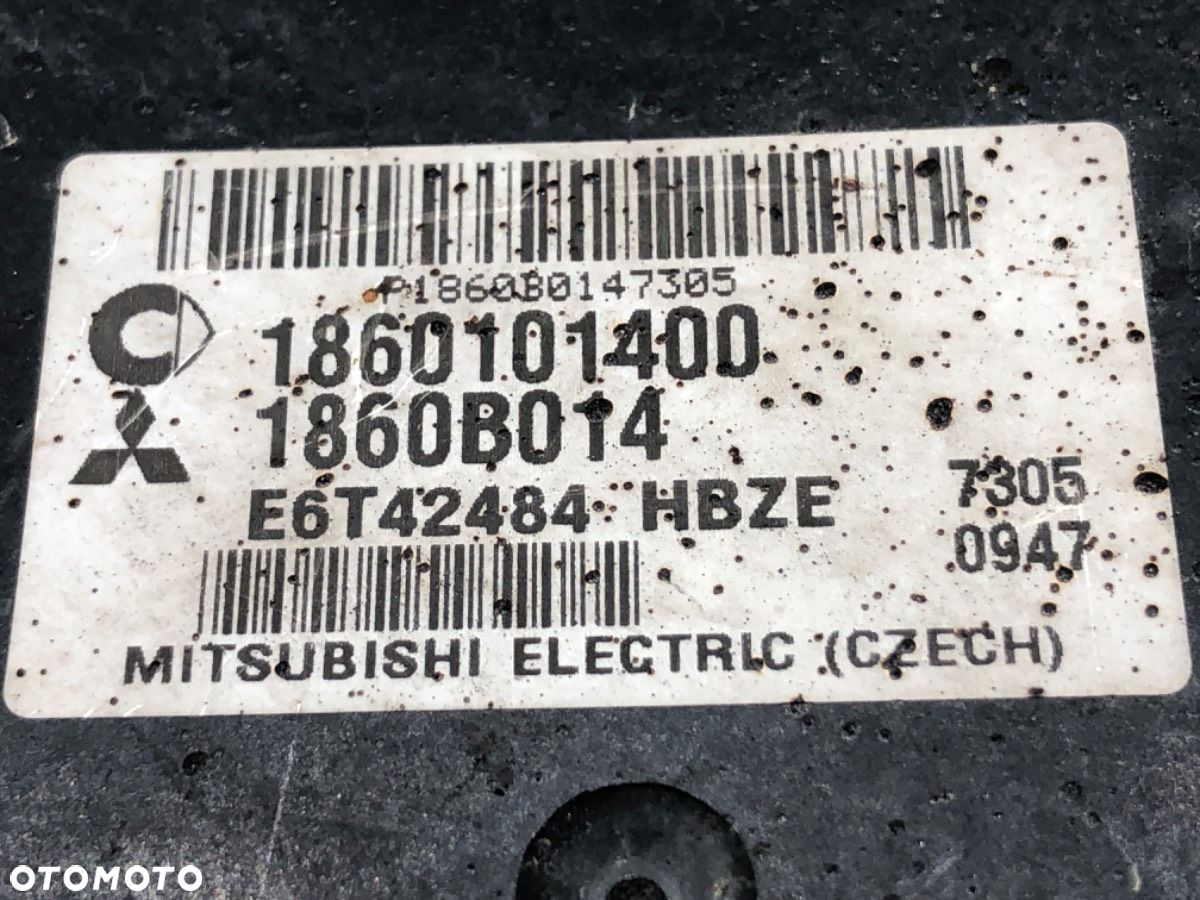 P1860B0147305
1860101400
1860B014
E6T42484 HBZE
7305
0947
MITSUBISHI ELECTRIC (CZECH)
OTOMOTO